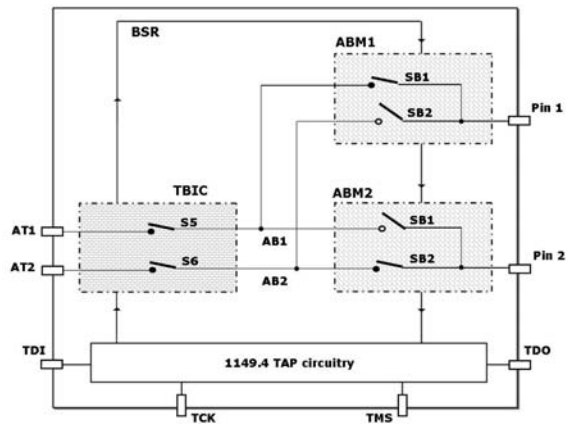 BSR
ABM1
SB1
SB2
Pin 1
TBIC
ABM2
AT1
S5
AB1
SB1
AT2
S6
AB2
SB2
Pin 2
TDI
1149.4 TAP circuitry
TDO
TCK
TMS